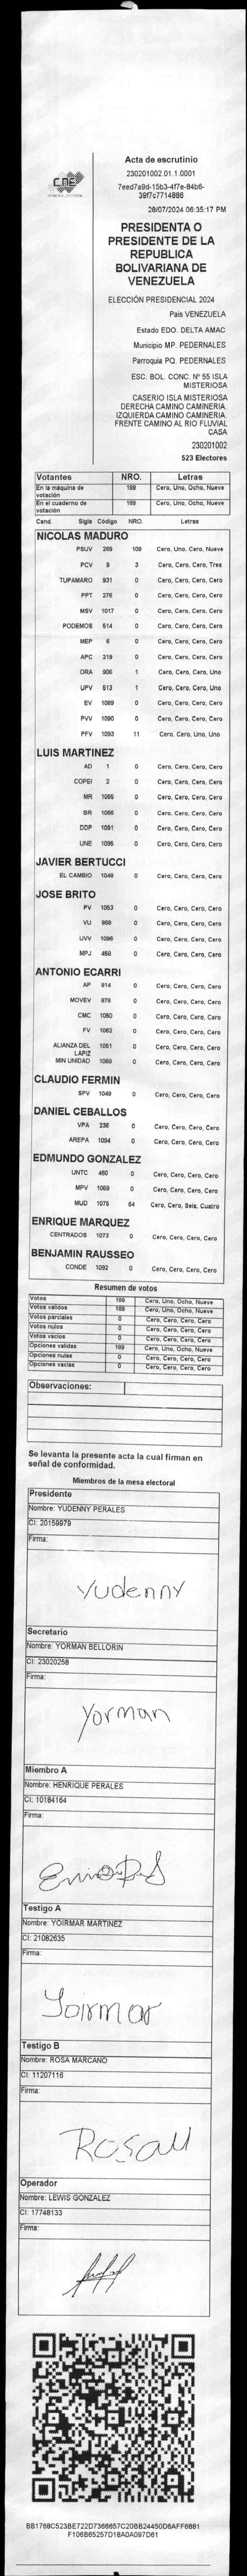 CNE
Acta de escrutinio
230201002.01.1.0001
7eed7a9d-15b3-4f7e-84b6-
39f7c7714886
28/07/2024 06:35:17 PM
PRESIDENTA O
PRESIDENTE DE LA
REPUBLICA
BOLIVARIANA DE
VENEZUELA
ELECCIÓN PRESIDENCIAL 2024
Pais VENEZUELA
Estado EDO. DELTA AMAC
Municipio MP. PEDERNALES
Parroquia PQ. PEDERNALES
ESC. BOL. CONC. Nº 55 ISLA
MISTERIOSA
CASERIO ISLA MISTERIOSA
DERECHA CAMINO CAMINERIA.
IZQUIERDA CAMINO CAMINERIA.
FRENTE CAMINO AL RIO FLUVIAL
CASA
230201002
523 Electores
Votantes NRO. Letras
En la máquina de votación 189 Cero, Uno, Ocho, Nueve
En el cuaderno de votación 189 Cero, Uno, Ocho, Nueve
Cand. Sigla Código NRO. Letras
NICOLAS MADURO
PSUV 269 109 Cero, Uno, Cero, Nueve
PCV 9 3 Cero, Cero, Cero, Tres
TUPAMARO 931 0 Cero, Cero, Cero, Cero
PPT 276 0 Cero, Cero, Cero, Cero
MSV 1017 0 Cero, Cero, Cero, Cero
PODEMOS 514 0 Cero, Cero, Cero, Cero
MEP 6 0 Cero, Cero, Cero, Cero
APC 219 0 Cero, Cero, Cero, Cero
ORA 906 1 Cero, Cero, Cero, Uno
UPV 513 1 Cero, Cero, Cero, Uno
EV 1089 0 Cero, Cero, Cero, Cero
PVV 1090 0 Cero, Cero, Cero, Cero
PFV 1093 11 Cero, Cero, Uno, Uno
LUIS MARTINEZ
AD 1 0 Cero, Cero, Cero, Cero
COPEI 2 0 Cero, Cero, Cero, Cero
MR 1065 0 Cero, Cero, Cero, Cero
BR 1066 0 Cero, Cero, Cero, Cero
DDP 1091 0 Cero, Cero, Cero, Cero
UNE 1095 0 Cero, Cero, Cero, Cero
JAVIER BERTUCCI
EL CAMBIO 1048 0 Cero, Cero, Cero, Cero
JOSE BRITO
PV 1053 0 Cero, Cero, Cero, Cero
VU 968 0 Cero, Cero, Cero, Cero
UVV 1096 0 Cero, Cero, Cero, Cero
MPJ 459 0 Cero, Cero, Cero, Cero
ANTONIO ECARRI
AP 914 0 Cero, Cero, Cero, Cero
MOVEV 878 0 Cero, Cero, Cero, Cero
CMC 1050 0 Cero, Cero, Cero, Cero
FV 1062 0 Cero, Cero, Cero, Cero
ALIANZA DEL LAPIZ 1051 0 Cero, Cero, Cero, Cero
MIN UNIDAD 1068 0 Cero, Cero, Cero, Cero
CLAUDIO FERMIN
SPV 1049 0 Cero, Cero, Cero, Cero
DANIEL CEBALLOS
VPA 236 0 Cero, Cero, Cero, Cero
AREPA 1094 0 Cero, Cero, Cero, Cero
EDMUNDO GONZALEZ
UNTC 460 0 Cero, Cero, Cero, Cero
MPV 1069 0 Cero, Cero, Cero, Cero
MUD 1075 64 Cero, Cero, Seis, Cuatro
ENRIQUE MARQUEZ
CENTRADOS 1073 0 Cero, Cero, Cero, Cero
BENJAMIN RAUSSEO
CONDE 1092 0 Cero, Cero, Cero, Cero
Resumen de votos
Votos 189 Cero, Uno, Ocho, Nueve
Votos validos 189 Cero, Uno, Ocho, Nueve
Votos parciales 0 Cero, Cero, Cero, Cero
Votos nulos 0 Cero, Cero, Cero, Cero
Votos vacios 0 Cero, Cero, Cero, Cero
Opciones validas 189 Cero, Uno, Ocho, Nueve
Opciones nulas 0 Cero, Cero, Cero, Cero
Opciones vacias 0 Cero, Cero, Cero, Cero
Observaciones:
Se levanta la presente acta la cual firman en
señal de conformidad.
Miembros de la mesa electoral
Presidente
Nombre: YUDENNY PERALES
CI: 20159979
Firma:
Yudenny
Secretario
Nombre: YORMAN BELLORIN
CI: 23020258
Firma:
Yorman
Miembro A
Nombre: HENRIQUE PERALES
CI: 10184164
Firma:
Testigo A
Nombre: YOIRMAR MARTINEZ
CI: 21082635
Firma:
Yoirmar
Testigo B
Nombre: ROSA MARCANO
CI: 11207116
Firma:
RosaM
Operador
Nombre: LEWIS GONZALEZ
CI: 17748133
Firma:
BB1768C523BE722D7366657C20BB24450D6AFF6881
F106B65257D18A0A097D61